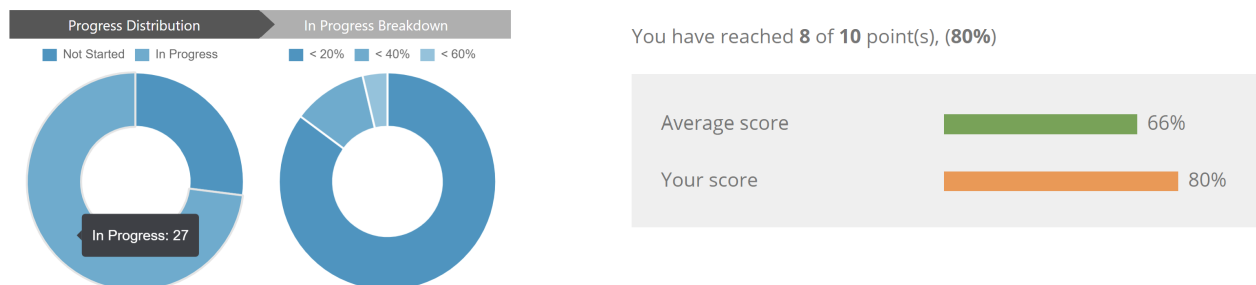 Progress Distribution
In Progress Breakdown
Not Started In Progress
< 20% < 40% < 60%
In Progress: 27
You have reached 8 of 10 point(s), (80%)
Average score 66%
Your score 80%